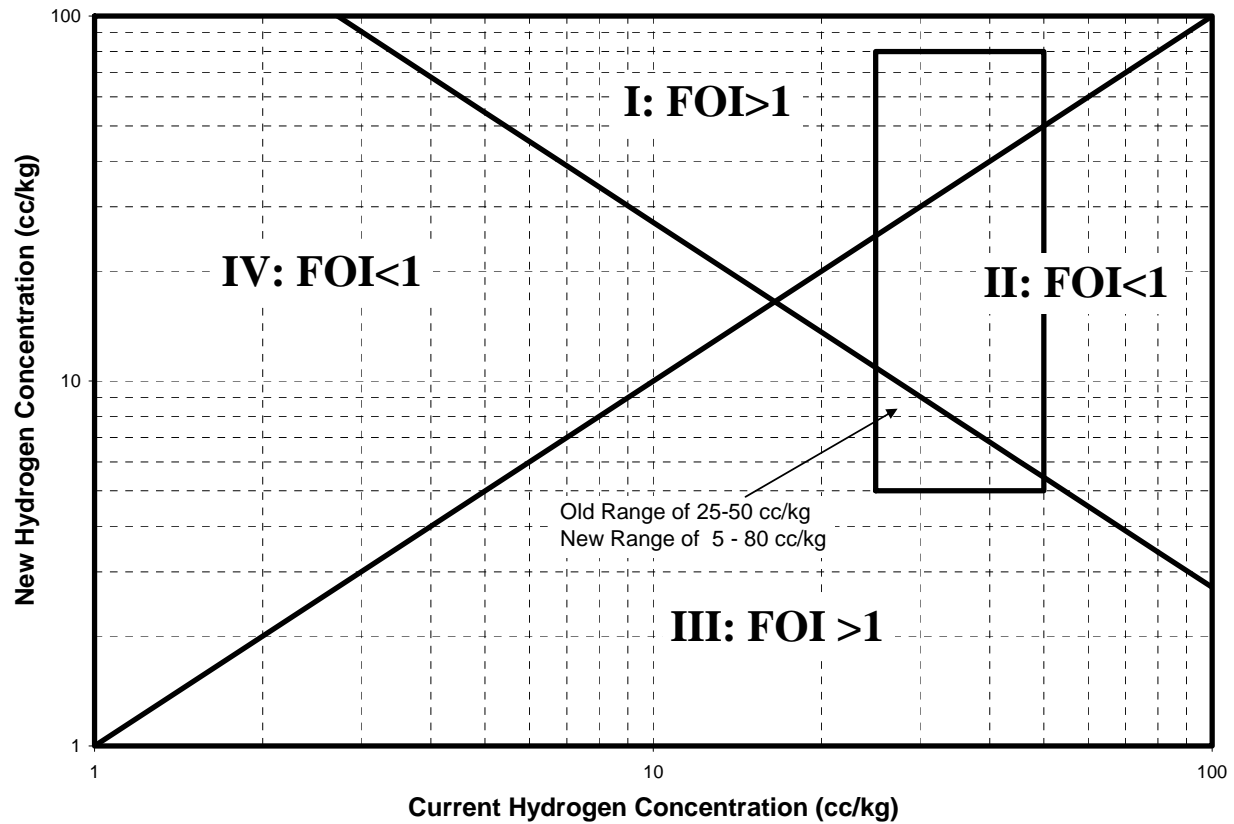 100
I: FOI>1
IV: FOI<1
II: FOI<1
10
Old Range of 25-50 cc/kg
New Range of 5 - 80 cc/kg
III: FOI >1
1
1
10
100
New Hydrogen Concentration (cc/kg)
Current Hydrogen Concentration (cc/kg)